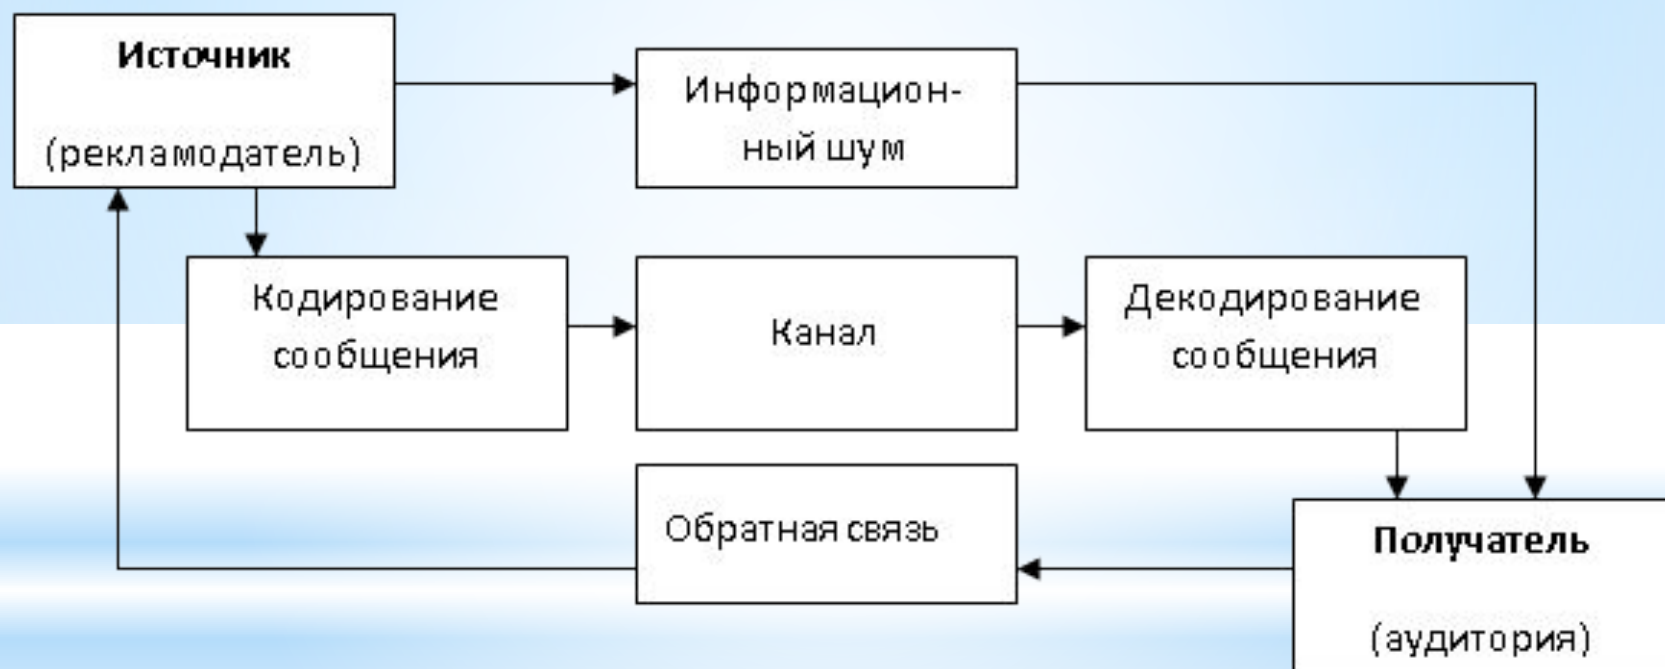 Источник
(рекламодатель)
Информацион-
ный шум
Кодирование
сообщения
Канал
Декодирование
сообщения
Обратная связь
Получатель
(аудитория)